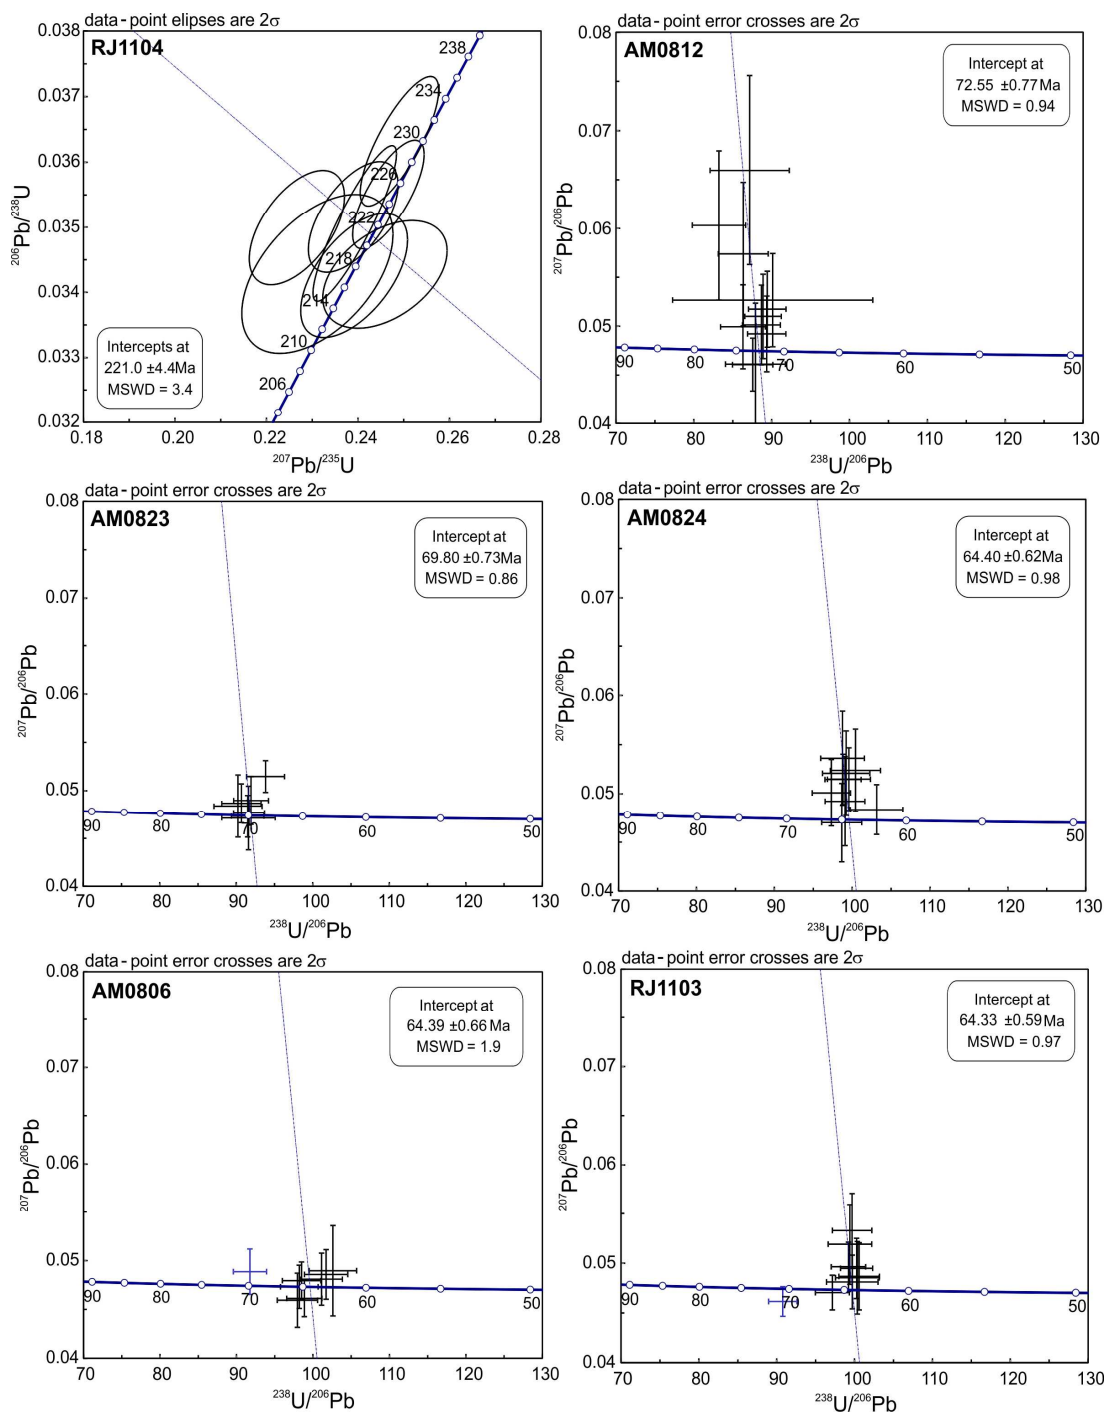 data-point elipses are 2σ
RJ1104
0.038
0.037
0.036
0.035
0.034
0.033
0.032
206Pb/238U
238
234
230
226
222
218
214
210
206
Intercepts at
221.0 ±4.4Ma
MSWD = 3.4
0.18 0.20 0.22 0.24 0.26 0.28
207Pb/235U
data-point error crosses are 2σ
AM0812
Intercept at
72.55 ±0.77Ma
MSWD = 0.94
0.08
0.07
0.06
0.05
0.04
207Pb/206Pb
90 80 70 60 50
70 80 90 100 110 120 130
238U/206Pb
data-point error crosses are 2σ
AM0823
Intercept at
69.80 ±0.73Ma
MSWD = 0.86
0.08
0.07
0.06
0.05
0.04
207Pb/206Pb
90 80 70 60 50
70 80 90 100 110 120 130
238U/206Pb
data-point error crosses are 2σ
AM0824
Intercept at
64.40 ±0.62Ma
MSWD = 0.98
0.08
0.07
0.06
0.05
0.04
207Pb/206Pb
90 80 70 60 50
70 80 90 100 110 120 130
238U/206Pb
data-point error crosses are 2σ
AM0806
Intercept at
64.39 ±0.66 Ma
MSWD = 1.9
0.08
0.07
0.06
0.05
0.04
207Pb/206Pb
90 80 70 60 50
70 80 90 100 110 120 130
238U/206Pb
data-point error crosses are 2σ
RJ1103
Intercept at
64.33 ±0.59Ma
MSWD = 0.97
0.08
0.07
0.06
0.05
0.04
207Pb/206Pb
90 80 70 60 50
70 80 90 100 110 120 130
238U/206Pb